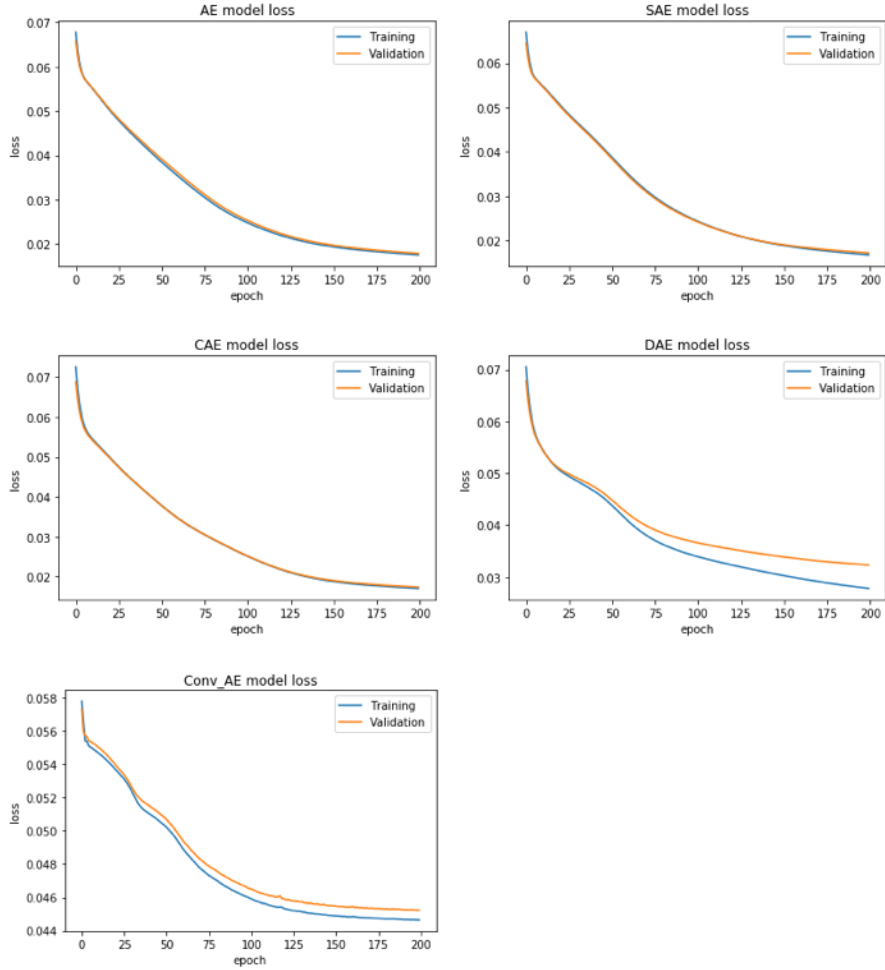 AE model loss
Training
Validation
0.07
0.06
0.05
0.04
0.03
0.02
loss
0 25 50 75 100 125 150 175 200
epoch
SAE model loss
Training
Validation
0.06
0.05
0.04
0.03
0.02
loss
0 25 50 75 100 125 150 175 200
epoch
CAE model loss
Training
Validation
0.07
0.06
0.05
0.04
0.03
0.02
loss
0 25 50 75 100 125 150 175 200
epoch
DAE model loss
Training
Validation
0.07
0.06
0.05
0.04
0.03
loss
0 25 50 75 100 125 150 175 200
epoch
Conv_AE model loss
Training
Validation
0.058
0.056
0.054
0.052
0.050
0.048
0.046
0.044
loss
0 25 50 75 100 125 150 175 200
epoch